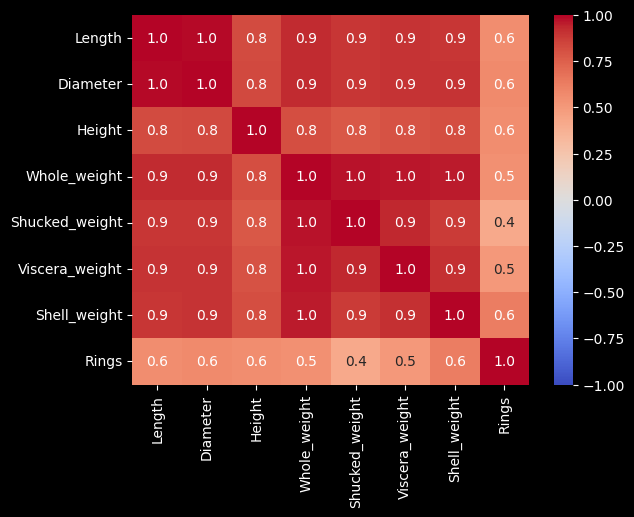 Length 1.0 1.0 0.8 0.9 0.9 0.9 0.9 0.6
Diameter 1.0 1.0 0.8 0.9 0.9 0.9 0.9 0.6
Height 0.8 0.8 1.0 0.8 0.8 0.8 0.8 0.6
Whole_weight 0.9 0.9 0.8 1.0 1.0 1.0 1.0 0.5
Shucked_weight 0.9 0.9 0.8 1.0 1.0 0.9 0.9 0.4
Viscera_weight 0.9 0.9 0.8 1.0 0.9 1.0 0.9 0.5
Shell_weight 0.9 0.9 0.8 1.0 0.9 0.9 1.0 0.6
Rings 0.6 0.6 0.6 0.5 0.4 0.5 0.6 1.0
Length
Diameter
Height
Whole_weight
Shucked_weight
Viscera_weight
Shell_weight
Rings
1.00
0.75
0.50
0.25
0.00
−0.25
−0.50
−0.75
−1.00